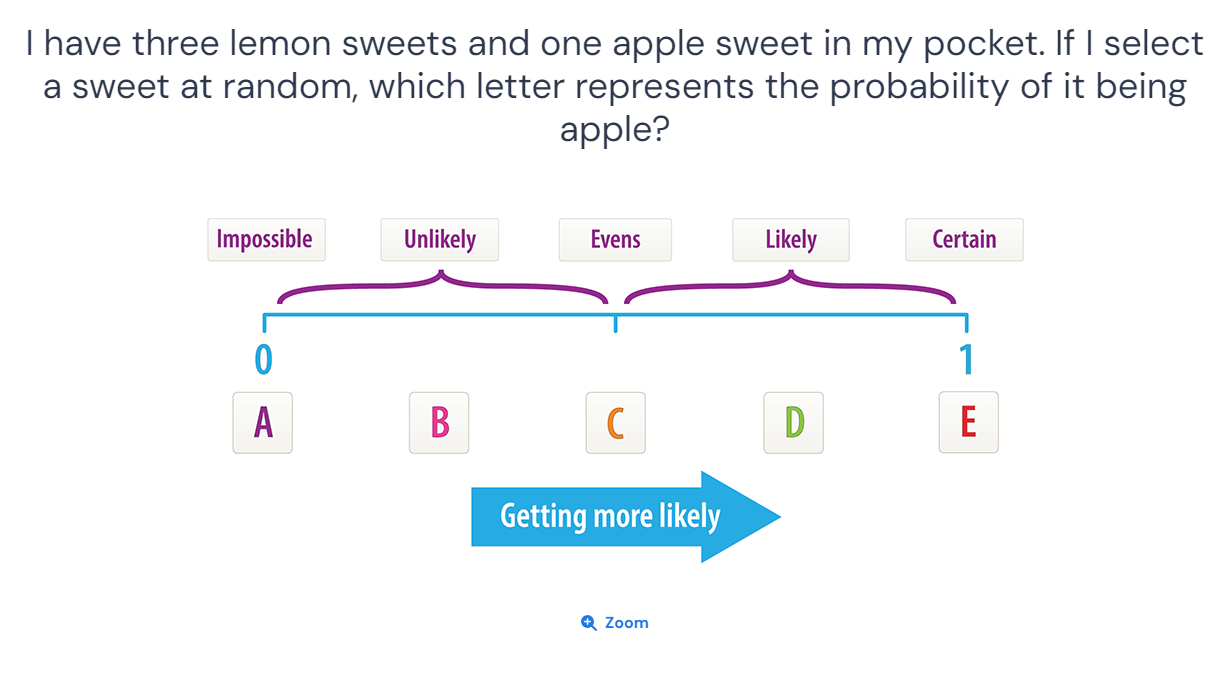 I have three lemon sweets and one apple sweet in my pocket. If I select
a sweet at random, which letter represents the probability of it being
apple?
Impossible
Unlikely
Evens
Likely
Certain
0
1
A
B
C
D
E
Getting more likely
Zoom